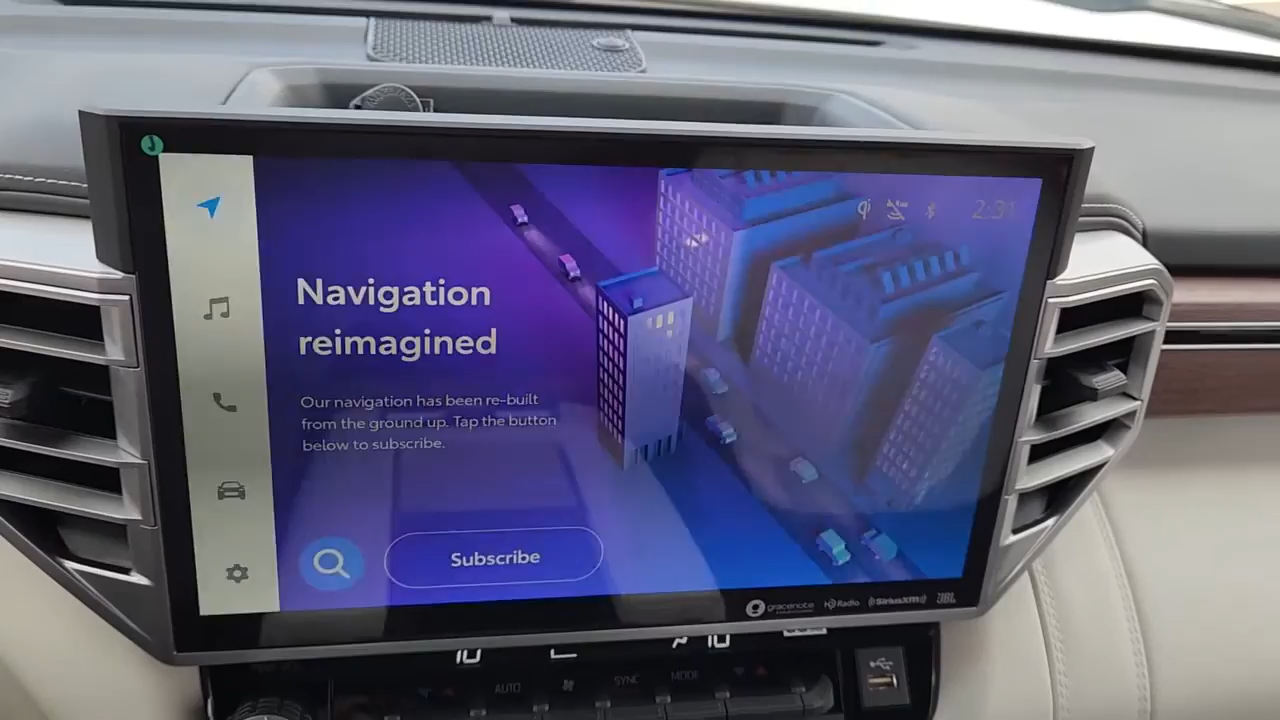 2:31
Navigation
reimagined
Our navigation has been re-built
from the ground up. Tap the button
below to subscribe.
Subscribe
gracenote
HD Radio
SiriusXM
JBL
AUTO
SYNC
MODE